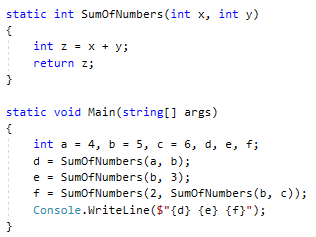 static int SumOfNumbers(int x, int y)
{
    int z = x + y;
    return z;
}

static void Main(string[] args)
{
    int a = 4, b = 5, c = 6, d, e, f;
    d = SumOfNumbers(a, b);
    e = SumOfNumbers(b, 3);
    f = SumOfNumbers(2, SumOfNumbers(b, c));
    Console.WriteLine($"{d} {e} {f}");
}